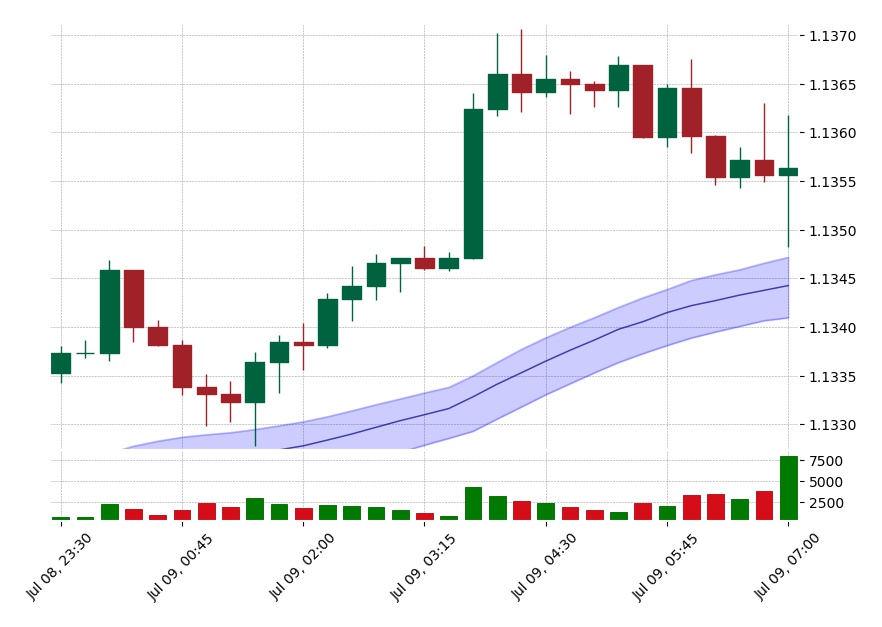 1.1370
1.1365
1.1360
1.1355
1.1350
1.1345
1.1340
1.1335
1.1330
7500
5000
2500
Jul 08, 23:30
Jul 09, 00:45
Jul 09, 02:00
Jul 09, 03:15
Jul 09, 04:30
Jul 09, 05:45
Jul 09, 07:00